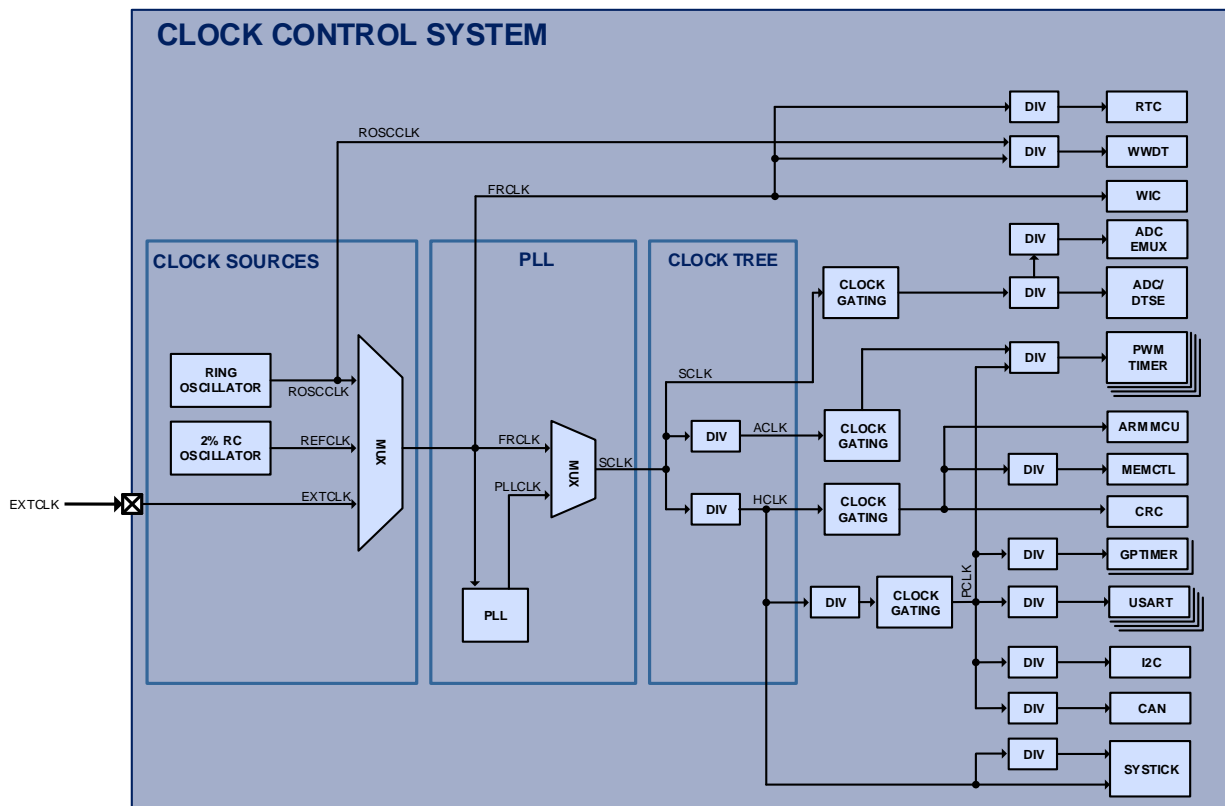 CLOCK CONTROL SYSTEM
DIV
RTC
ROSCCLK
DIV
WWDT
FRCLK
WIC
CLOCK SOURCES
PLL
CLOCK TREE
DIV
ADC
EMUX
CLOCK
GATING
DIV
ADC/
DTSE
RING
OSCILLATOR
ROSCCLK
SCLK
DIV
PWM
TIMER
2% RC
OSCILLATOR
REFCLK
MUX
FRCLK
MUX
SCLK
DIV
ACLK
CLOCK
GATING
ARM MCU
DIV
MEMCTL
EXTCLK
EXTCLK
PLLCLK
DIV
HCLK
CLOCK
GATING
CRC
PLL
DIV
CLOCK
GATING
PCLK
DIV
GPTIMER
DIV
USART
DIV
I2C
DIV
CAN
DIV
SYSTICK